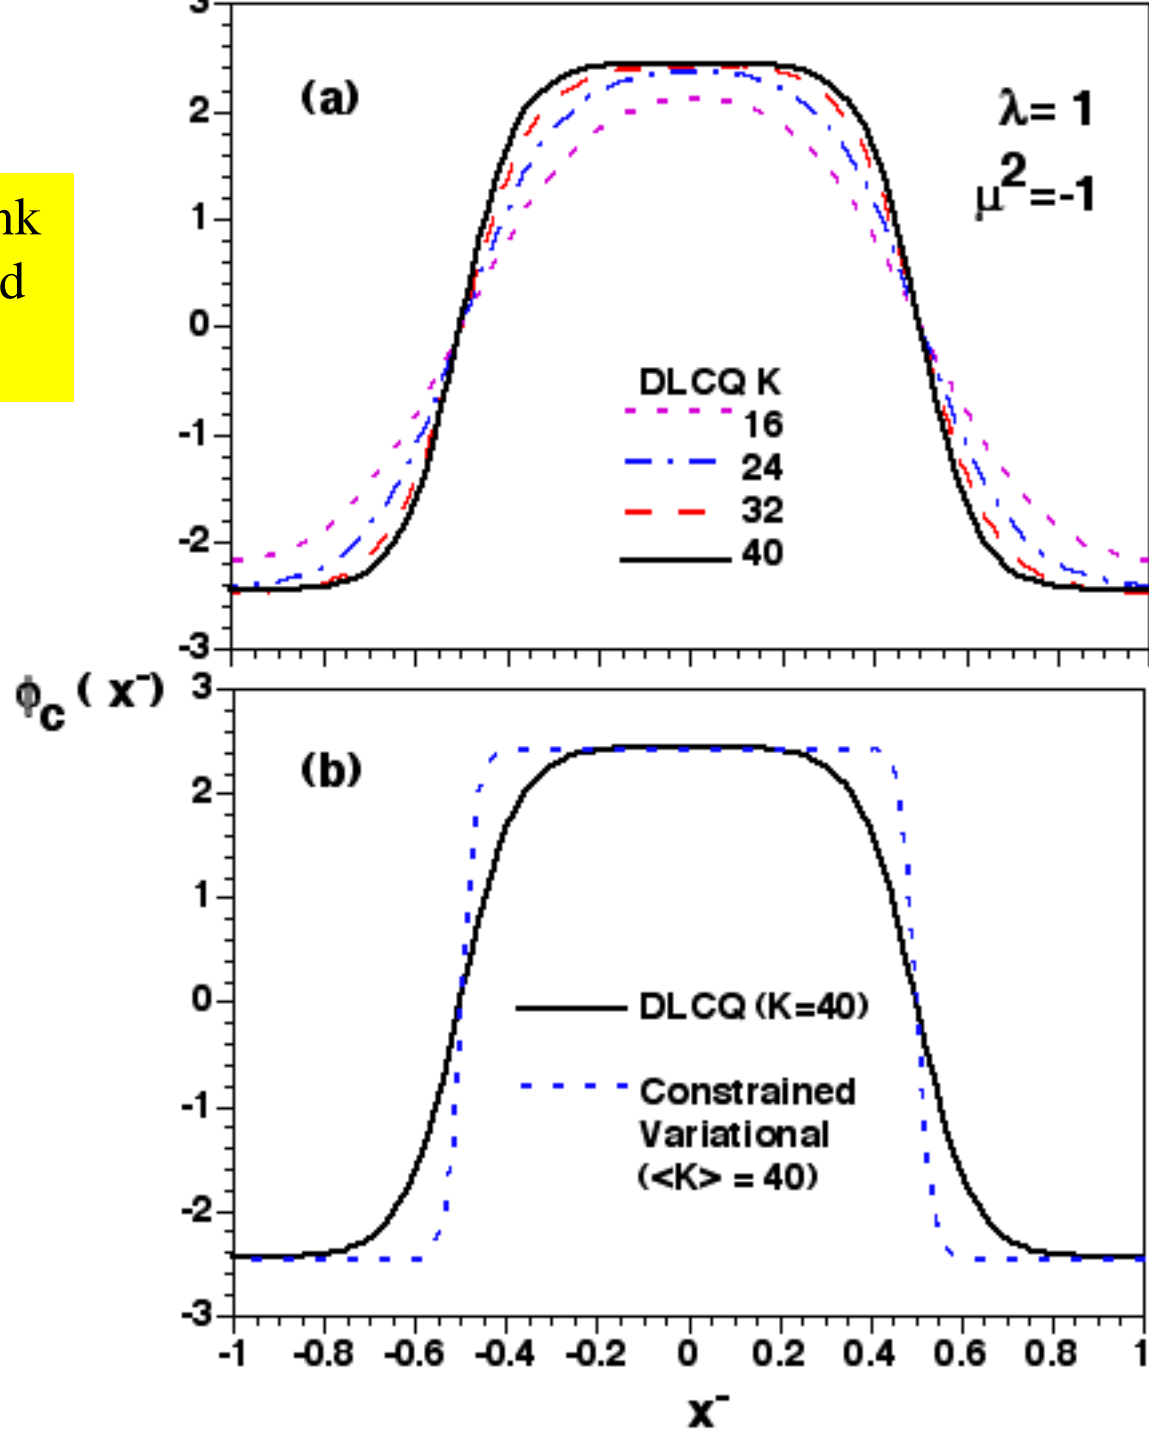 nk
d
3
2
1
0
-1
-2
-3
(a)
λ= 1
μ²=-1
DLCQ K
16
24
32
40
ϕc ( x⁻)
3
2
1
0
-1
-2
-3
(b)
DLCQ (K=40)
Constrained
Variational
(<K> = 40)
-1 -0.8 -0.6 -0.4 -0.2 0 0.2 0.4 0.6 0.8 1
x⁻